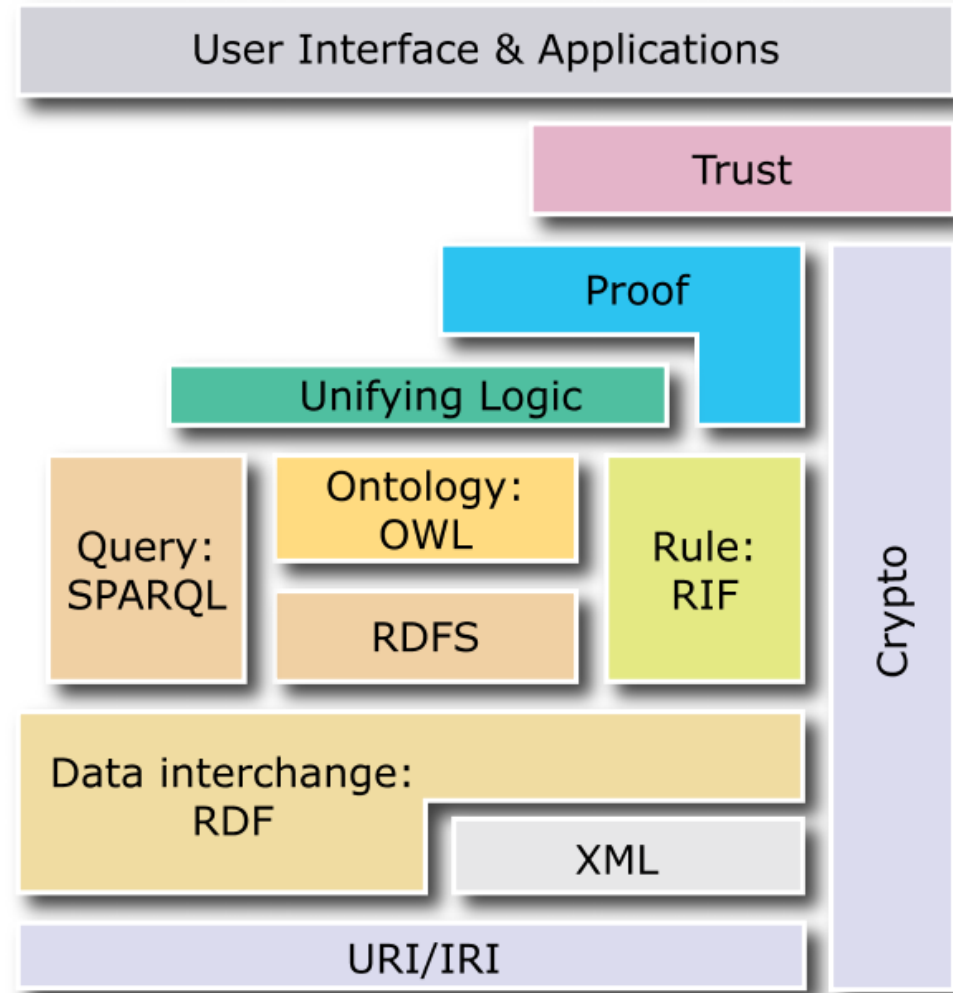 User Interface & Applications
Trust
Proof
Unifying Logic
Query:
SPARQL
Ontology:
OWL
RDFS
Rule:
RIF
Crypto
Data interchange:
RDF
XML
URI/IRI